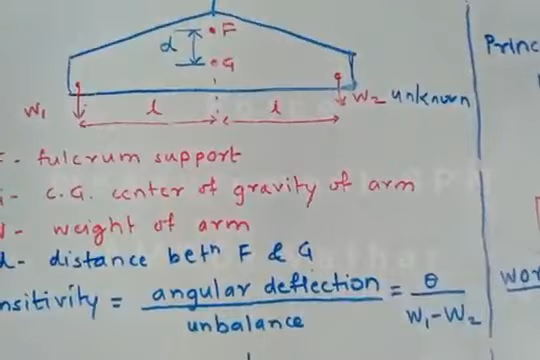 F
d
G
Princ
W1
l
l
W2 unknown
- fulcrum support
- C.G. center of gravity of arm
- weight of arm
d - distance beth F & G
nsitivity = angular deflection / unbalance = θ / W1-W2
wor